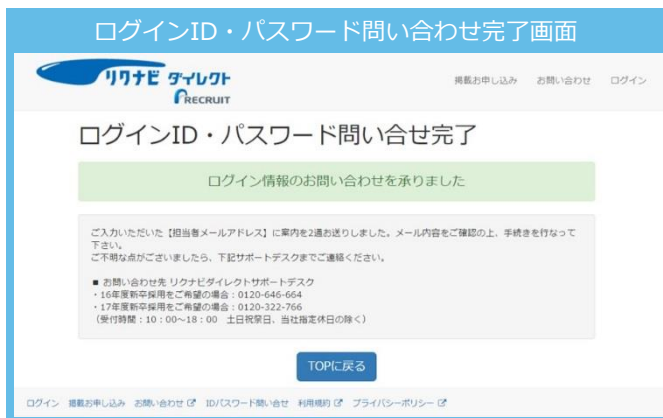 ログインID・パスワード問い合わせ完了画面
リクナビ ダイレクト
RECRUIT
掲載お申し込み お問い合わせ ログイン
ログインID・パスワード問い合せ完了
ログイン情報のお問い合わせを承りました
ご入力いただいた【担当者メールアドレス】に案内を2通お送りしました。メール内容をご確認の上、手続きを行なって
下さい。
ご不明な点がございましたら、下記サポートデスクまでご連絡ください。
■ お問い合わせ先 リクナビダイレクトサポートデスク
・16年度新卒採用をご希望の場合：0120-646-664
・17年度新卒採用をご希望の場合：0120-322-766
（受付時間：10：00～18：00 土日祝祭日、当社指定休日の除く）
TOPに戻る
ログイン 掲載お申し込み お問い合わせ ID/パスワード問い合せ 利用規約 プライバシーポリシー